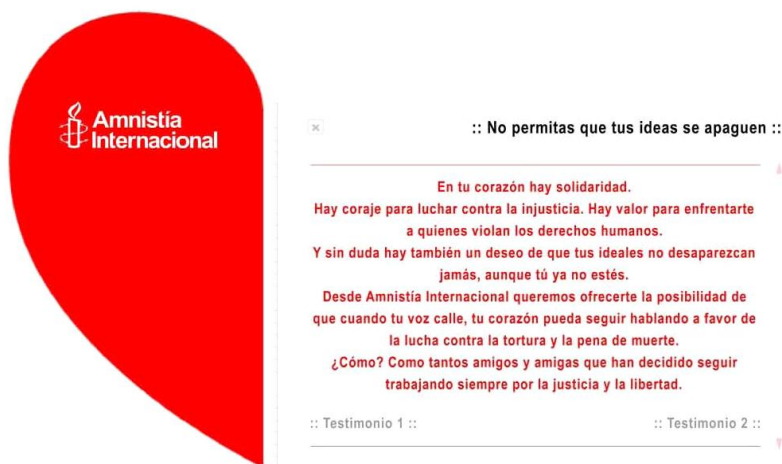 Amnistía
Internacional
:: No permitas que tus ideas se apaguen ::
En tu corazón hay solidaridad.
Hay coraje para luchar contra la injusticia. Hay valor para enfrentarte
a quienes violan los derechos humanos.
Y sin duda hay también un deseo de que tus ideales no desaparezcan
jamás, aunque tú ya no estés.
Desde Amnistía Internacional queremos ofrecerte la posibilidad de
que cuando tu voz calle, tu corazón pueda seguir hablando a favor de
la lucha contra la tortura y la pena de muerte.
¿Cómo? Como tantos amigos y amigas que han decidido seguir
trabajando siempre por la justicia y la libertad.
:: Testimonio 1 :: :: Testimonio 2 ::